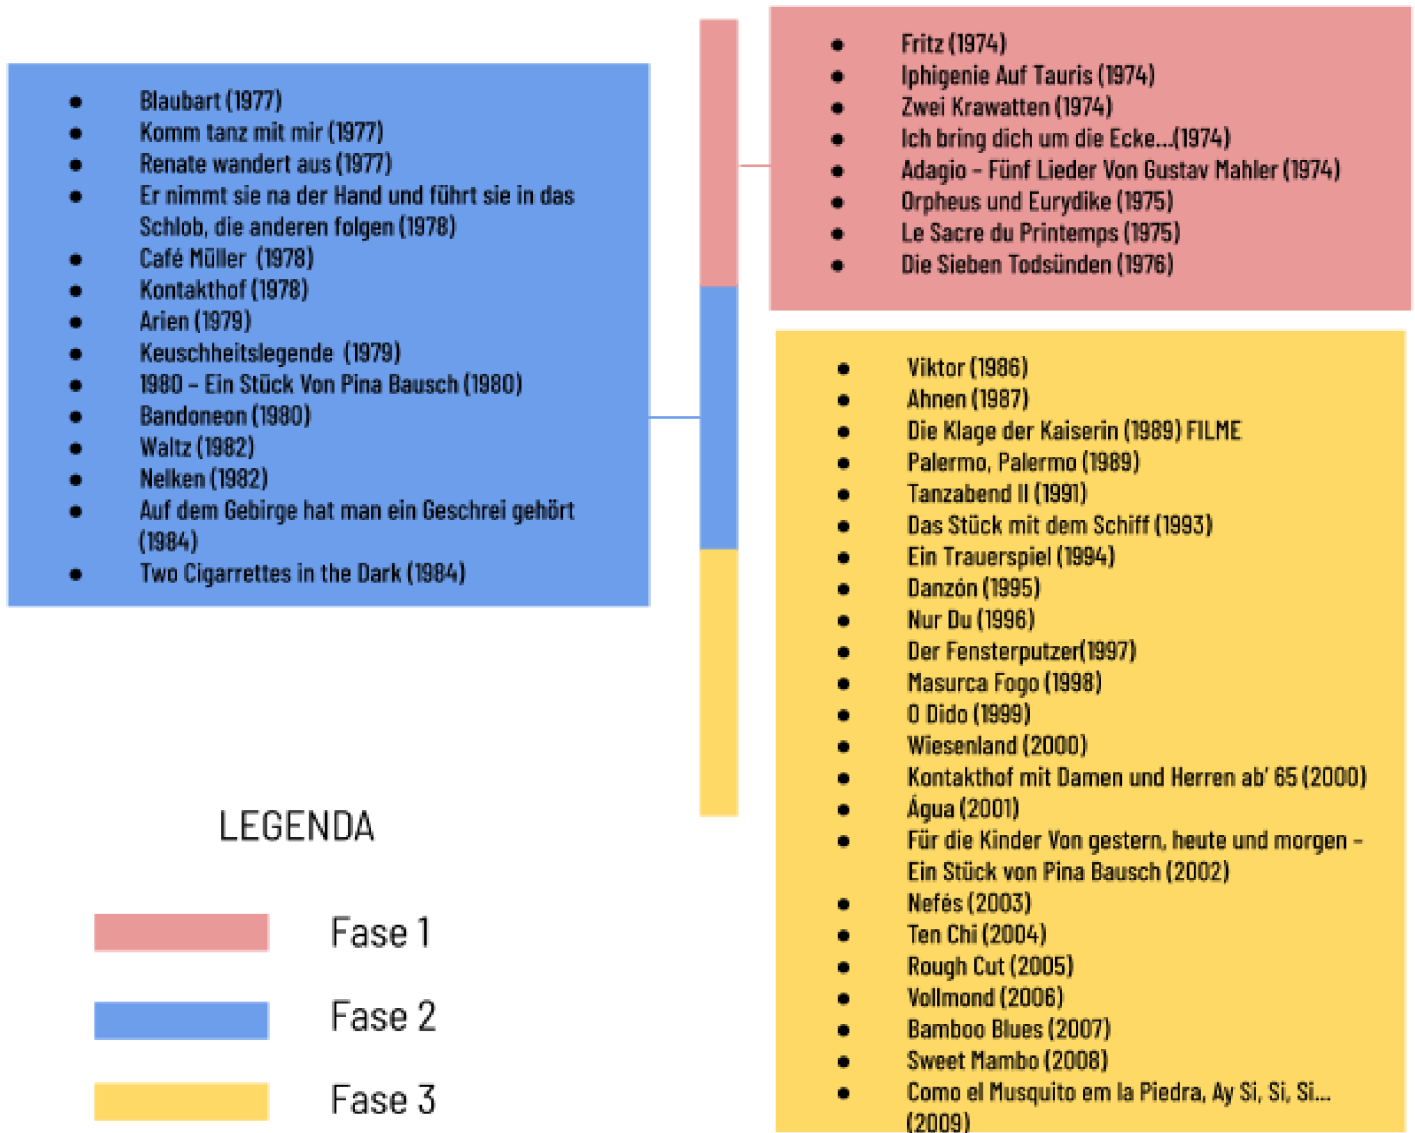 Fritz (1974)
Iphigenie Auf Tauris (1974)
Zwei Krawatten (1974)
Ich bring dich um die Ecke...(1974)
Adagio – Fünf Lieder Von Gustav Mahler (1974)
Orpheus und Eurydike (1975)
Le Sacre du Printemps (1975)
Die Sieben Todsünden (1976)
Blaubart (1977)
Komm tanz mit mir (1977)
Renate wandert aus (1977)
Er nimmt sie na der Hand und führt sie in das
Schlob, die anderen folgen (1978)
Café Müller (1978)
Kontakthof (1978)
Arien (1979)
Keuschheitslegende (1979)
1980 – Ein Stück Von Pina Bausch (1980)
Bandoneon (1980)
Waltz (1982)
Nelken (1982)
Auf dem Gebirge hat man ein Geschrei gehört
(1984)
Two Cigarrettes in the Dark (1984)
Viktor (1986)
Ahnen (1987)
Die Klage der Kaiserin (1989) FILME
Palermo, Palermo (1989)
Tanzabend II (1991)
Das Stück mit dem Schiff (1993)
Ein Trauerspiel (1994)
Danzón (1995)
Nur Du (1996)
Der Fensterputzer(1997)
Masurca Fogo (1998)
O Dido (1999)
Wiesenland (2000)
Kontakthof mit Damen und Herren ab’ 65 (2000)
Água (2001)
Für die Kinder Von gestern, heute und morgen –
Ein Stück von Pina Bausch (2002)
Nefés (2003)
Ten Chi (2004)
Rough Cut (2005)
Vollmond (2006)
Bamboo Blues (2007)
Sweet Mambo (2008)
Como el Musquito em la Piedra, Ay Si, Si, Si...
(2009)
LEGENDA
Fase 1
Fase 2
Fase 3